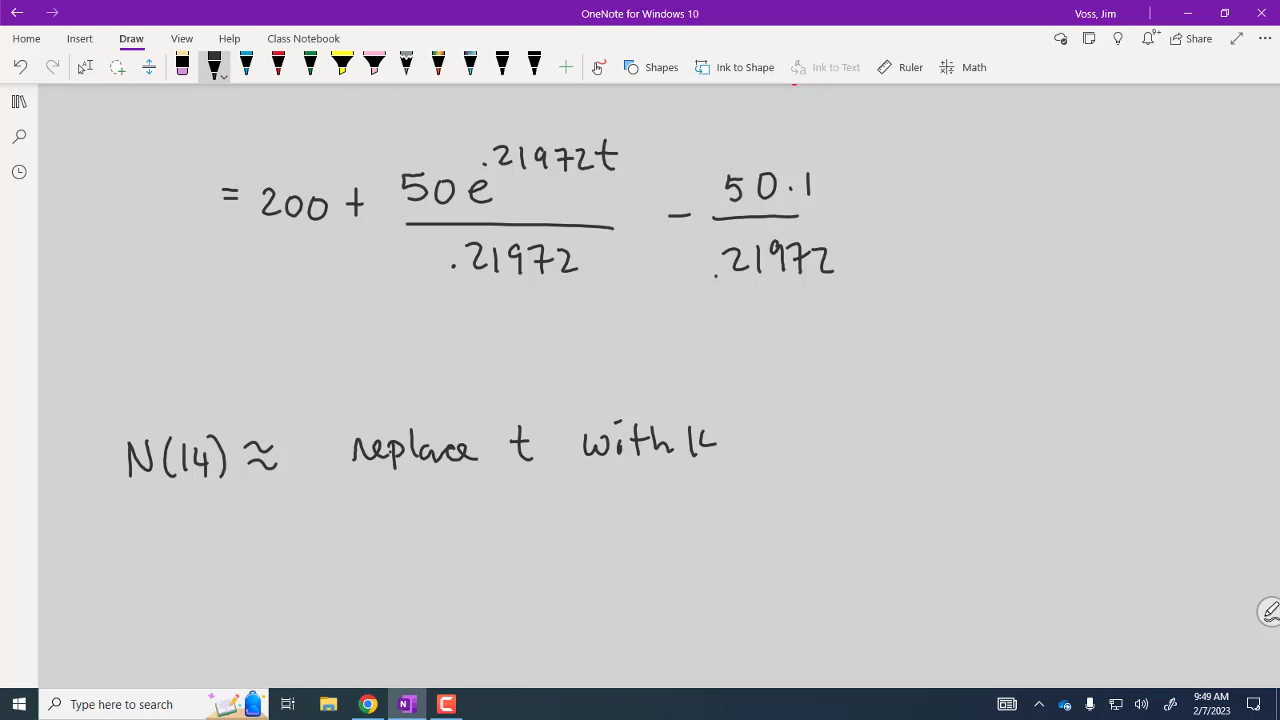 OneNote for Windows 10
Voss, Jim
Home Insert Draw View Help Class Notebook
Share
Shapes Ink to Shape Ink to Text Ruler Math
= 200 + 50 e^.21972t / .21972 - 50.1 / .21972
N(14) ≈ replace t with 14
Type here to search
9:49 AM
2/7/2023